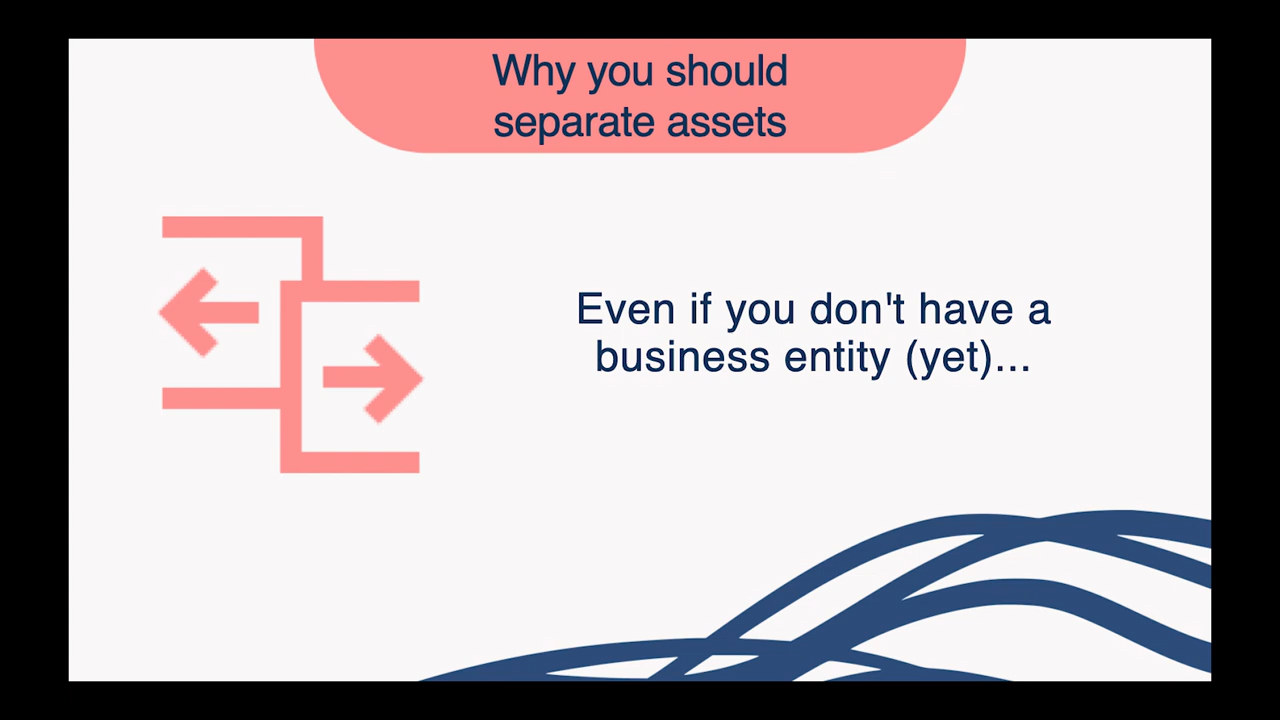 Why you should
separate assets
Even if you don't have a
business entity (yet)...